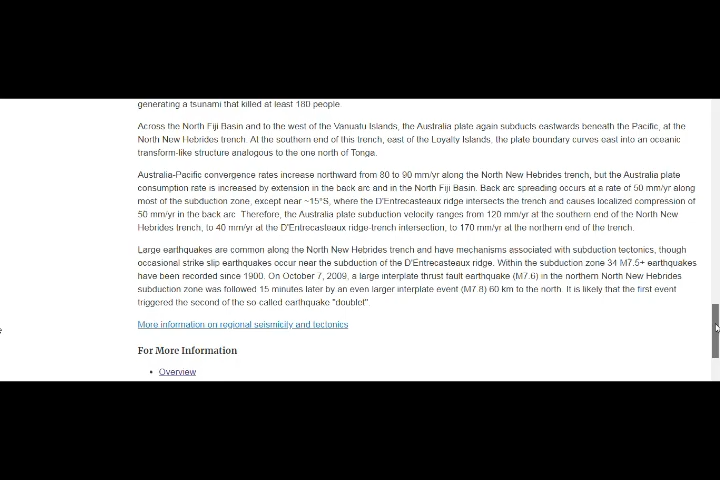 generating a tsunami that killed at least 180 people.
Across the North Fiji Basin and to the west of the Vanuatu Islands, the Australia plate again subducts eastwards beneath the Pacific, at the
North New Hebrides trench. At the southern end of this trench, east of the Loyalty Islands, the plate boundary curves east into an oceanic
transform-like structure analogous to the one north of Tonga.
Australia-Pacific convergence rates increase northward from 80 to 90 mm/yr along the North New Hebrides trench, but the Australia plate
consumption rate is increased by extension in the back arc and in the North Fiji Basin. Back arc spreading occurs at a rate of 50 mm/yr along
most of the subduction zone, except near ~15°S, where the D'Entrecasteaux ridge intersects the trench and causes localized compression of
50 mm/yr in the back arc. Therefore, the Australia plate subduction velocity ranges from 120 mm/yr at the southern end of the North New
Hebrides trench, to 40 mm/yr at the D'Entrecasteaux ridge-trench intersection, to 170 mm/yr at the northern end of the trench.
Large earthquakes are common along the North New Hebrides trench and have mechanisms associated with subduction tectonics, though
occasional strike slip earthquakes occur near the subduction of the D'Entrecasteaux ridge. Within the subduction zone 34 M7.5+ earthquakes
have been recorded since 1900. On October 7, 2009, a large interplate thrust fault earthquake (M7.6) in the northern North New Hebrides
subduction zone was followed 15 minutes later by an even larger interplate event (M7.8) 60 km to the north. It is likely that the first event
triggered the second of the so-called earthquake "doublet".
More information on regional seismicity and tectonics
e
For More Information
• Overview